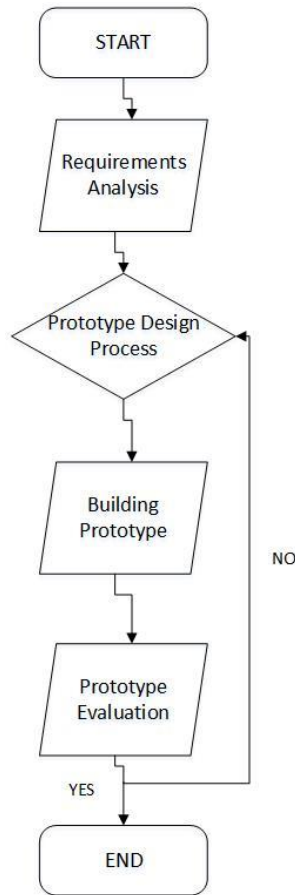 START
Requirements
Analysis
Prototype Design
Process
Building
Prototype
NO
Prototype
Evaluation
YES
END